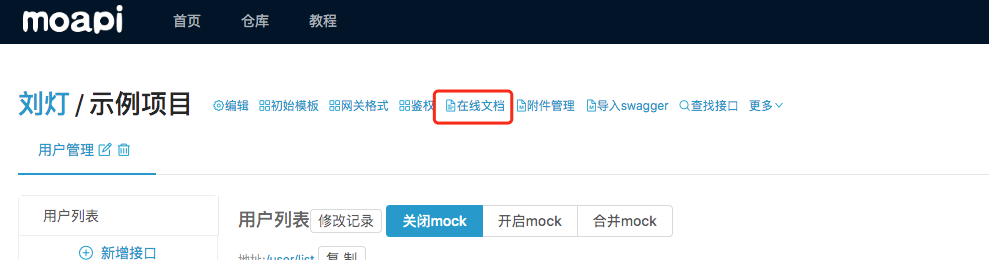 moapi 首页 仓库 教程
刘灯 / 示例项目 编辑 初始模板 网关格式 鉴权 在线文档 附件管理 导入swagger 查找接口 更多
用户管理
用户列表
用户列表 修改记录 关闭mock 开启mock 合并mock
新增接口
地址:/user/list 复 制